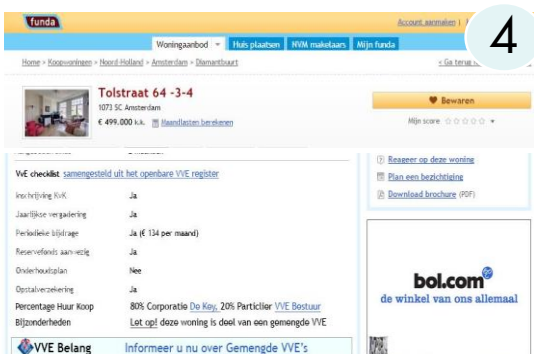 funda
Account aanmaken |
4
Woningaanbod Huis plaatsen NVM makelaars Mijn funda
Home > Koopwoningen > Noord-Holland > Amsterdam > Diamantbuurt
< Ga terug
Tolstraat 64 -3-4
1073 SC Amsterdam
€ 499.000 k.k. Maandlasten berekenen
Bewaren
Mijn score
VvE checklist samengesteld uit het openbare VVE register
Inschrijving KvK Ja
Jaarlijkse vergadering Ja
Periodieke bijdrage Ja (€ 134 per maand)
Reservefonds aanwezig Ja
Onderhoudsplan Nee
Opstalverzekering Ja
Percentage Huur Koop 80% Corporatie De Key, 20% Particlier VVE Bestuur
Bijzonderheden Let op! deze woning is deel van een gemengde VVE
VVE Belang Informeer u nu over Gemengde VVE's
Reageer op deze woning
Plan een bezichtiging
Download brochure (PDF)
bol.com
de winkel van ons allemaal